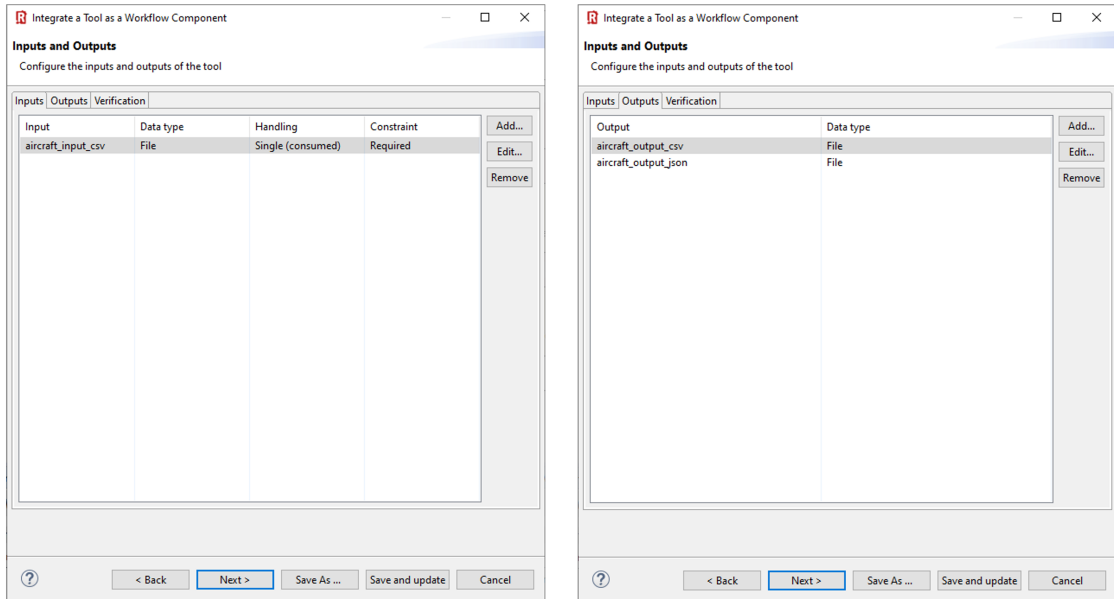 Integrate a Tool as a Workflow Component
Inputs and Outputs
Configure the inputs and outputs of the tool
Inputs Outputs Verification
Input Data type Handling Constraint
aircraft_input_csv File Single (consumed) Required
Add...
Edit...
Remove
? < Back Next > Save As ... Save and update Cancel
Integrate a Tool as a Workflow Component
Inputs and Outputs
Configure the inputs and outputs of the tool
Inputs Outputs Verification
Output Data type
aircraft_output_csv File
aircraft_output_json File
Add...
Edit...
Remove
? < Back Next > Save As ... Save and update Cancel